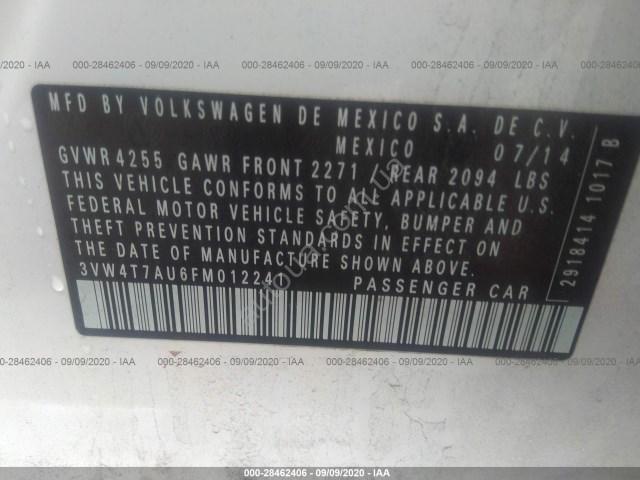 000-28462406 - 09/09/2020 - IAA
MFD BY VOLKSWAGEN DE MEXICO S.A. DE C.V.
MEXICO 07/14
GVWR 4255 GAWR FRONT 2271 / REAR 2094 LBS
THIS VEHICLE CONFORMS TO ALL APPLICABLE U.S.
FEDERAL MOTOR VEHICLE SAFETY, BUMPER AND
THEFT PREVENTION STANDARDS IN EFFECT ON
THE DATE OF MANUFACTURE SHOWN ABOVE.
PASSENGER CAR
2918414 1017 B
000-28462406 - 09/09/2020 - IAA
000-28462406 - 09/09/2020 - IAA